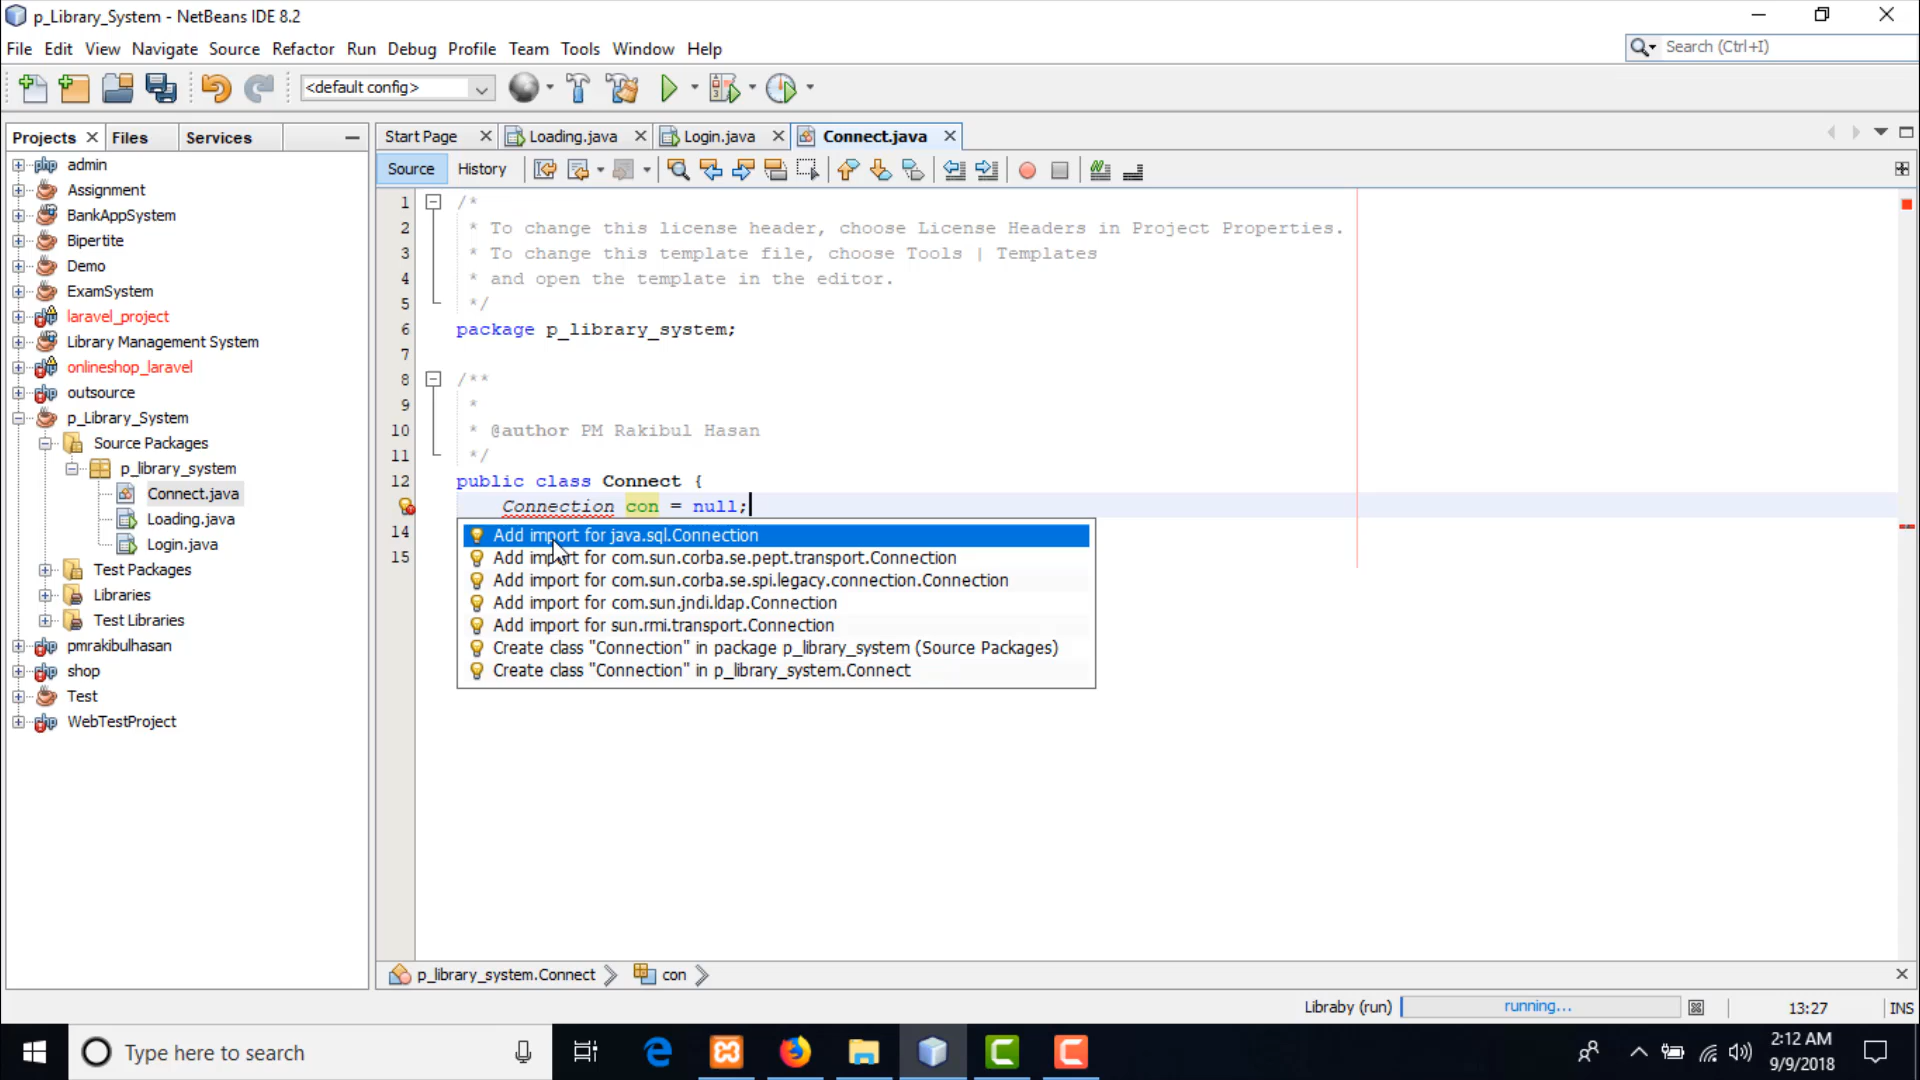 p_Library_System - NetBeans IDE 8.2
File Edit View Navigate Source Refactor Run Debug Profile Team Tools Window Help
Search (Ctrl+I)
<default config>
Projects Files Services
Start Page Loading.java Login.java Connect.java
Source History
admin
Assignment
BankAppSystem
Bipertite
Demo
ExamSystem
laravel_project
Library Management System
onlineshop_laravel
outsource
p_Library_System
Source Packages
p_library_system
Connect.java
Loading.java
Login.java
Test Packages
Libraries
Test Libraries
pmrakibulhasan
shop
Test
WebTestProject
1 /*
2 * To change this license header, choose License Headers in Project Properties.
3 * To change this template file, choose Tools | Templates
4 * and open the template in the editor.
5 */
6 package p_library_system;
7
8 /**
9 *
10 * @author PM Rakibul Hasan
11 */
12 public class Connect {
Connection con = null;
14
15
Add import for java.sql.Connection
Add import for com.sun.corba.se.pept.transport.Connection
Add import for com.sun.corba.se.spi.legacy.connection.Connection
Add import for com.sun.jndi.ldap.Connection
Add import for sun.rmi.transport.Connection
Create class "Connection" in package p_library_system (Source Packages)
Create class "Connection" in p_library_system.Connect
p_library_system.Connect con
Libraby (run) running... 13:27 INS
Type here to search
2:12 AM
9/9/2018